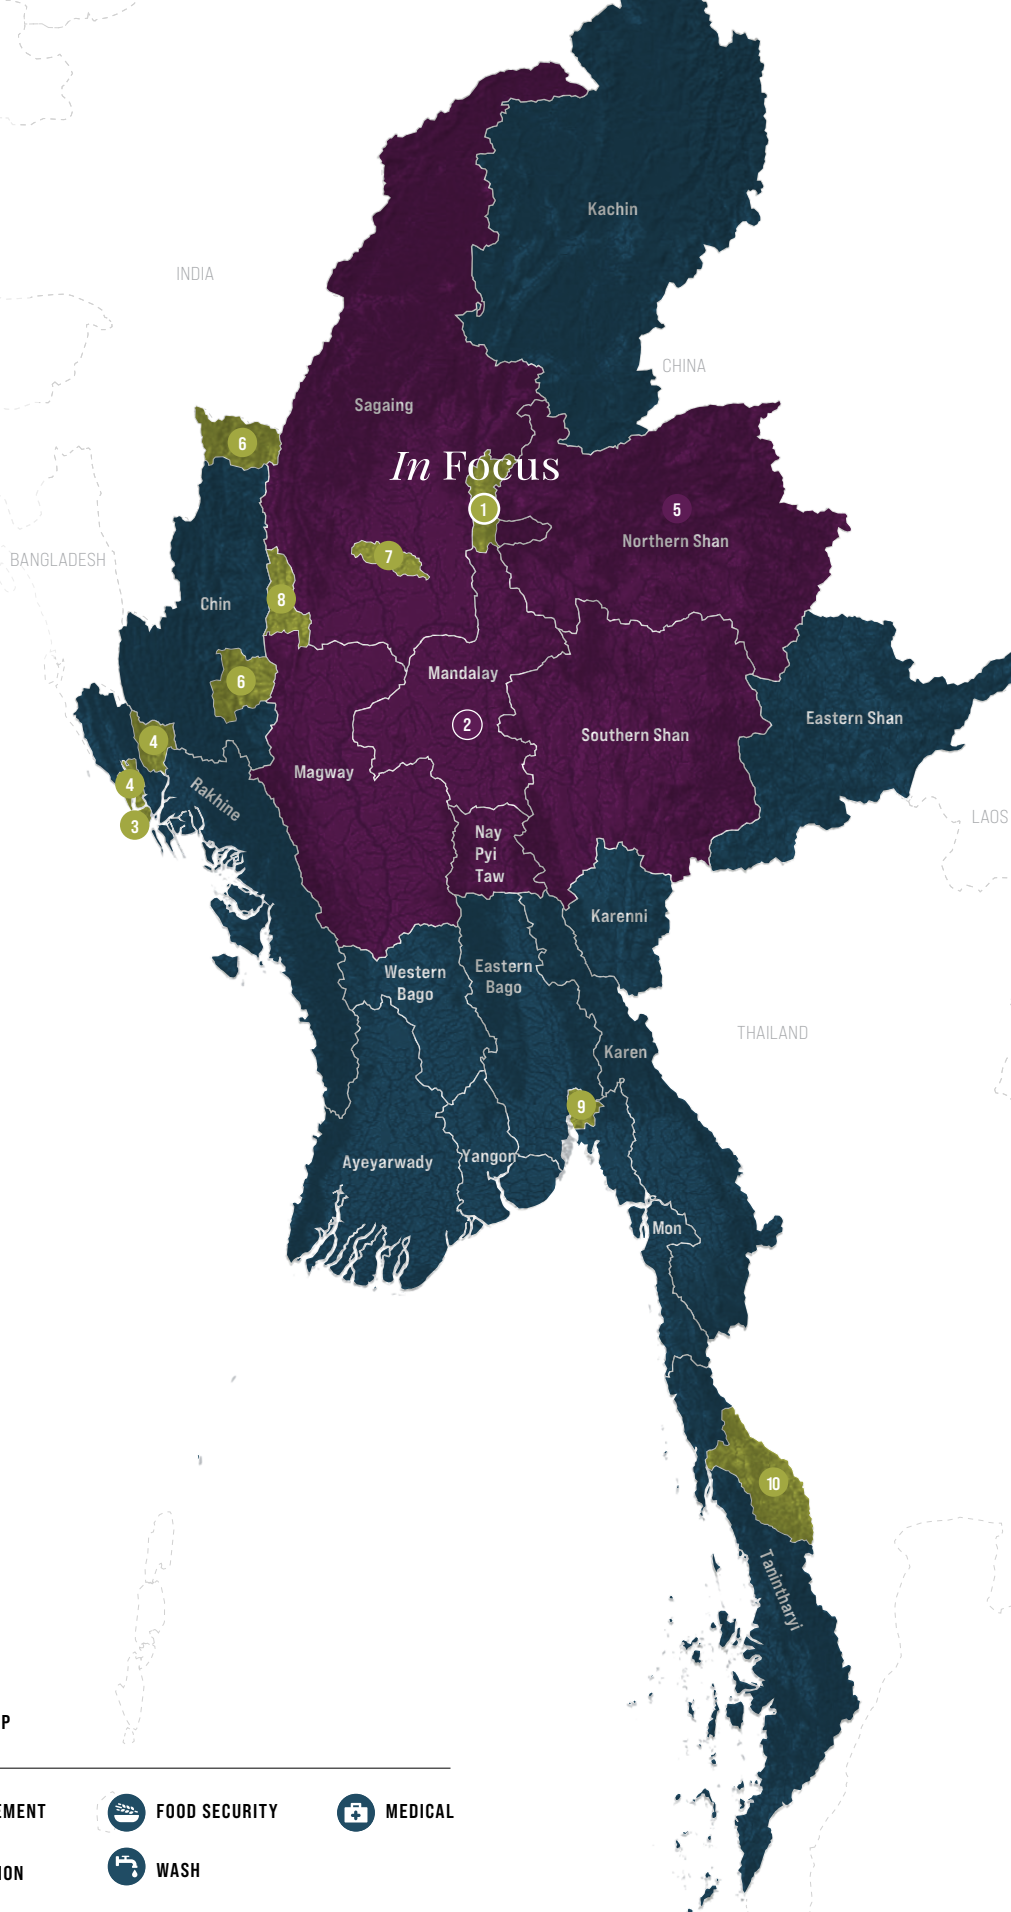 Kachin
INDIA
CHINA
Sagaing
6
In Focus
1
5
Northern Shan
7
BANGLADESH
8
Chin
Mandalay
6
2
Eastern Shan
Southern Shan
4
Magway
4
Rakhine
3
LAOS
Nay
Pyi
Taw
Karenni
Western
Bago
Eastern
Bago
THAILAND
Karen
9
Ayeyarwady
Yangon
Mon
10
Tanintharyi
P
EMENT
FOOD SECURITY
MEDICAL
ION
WASH